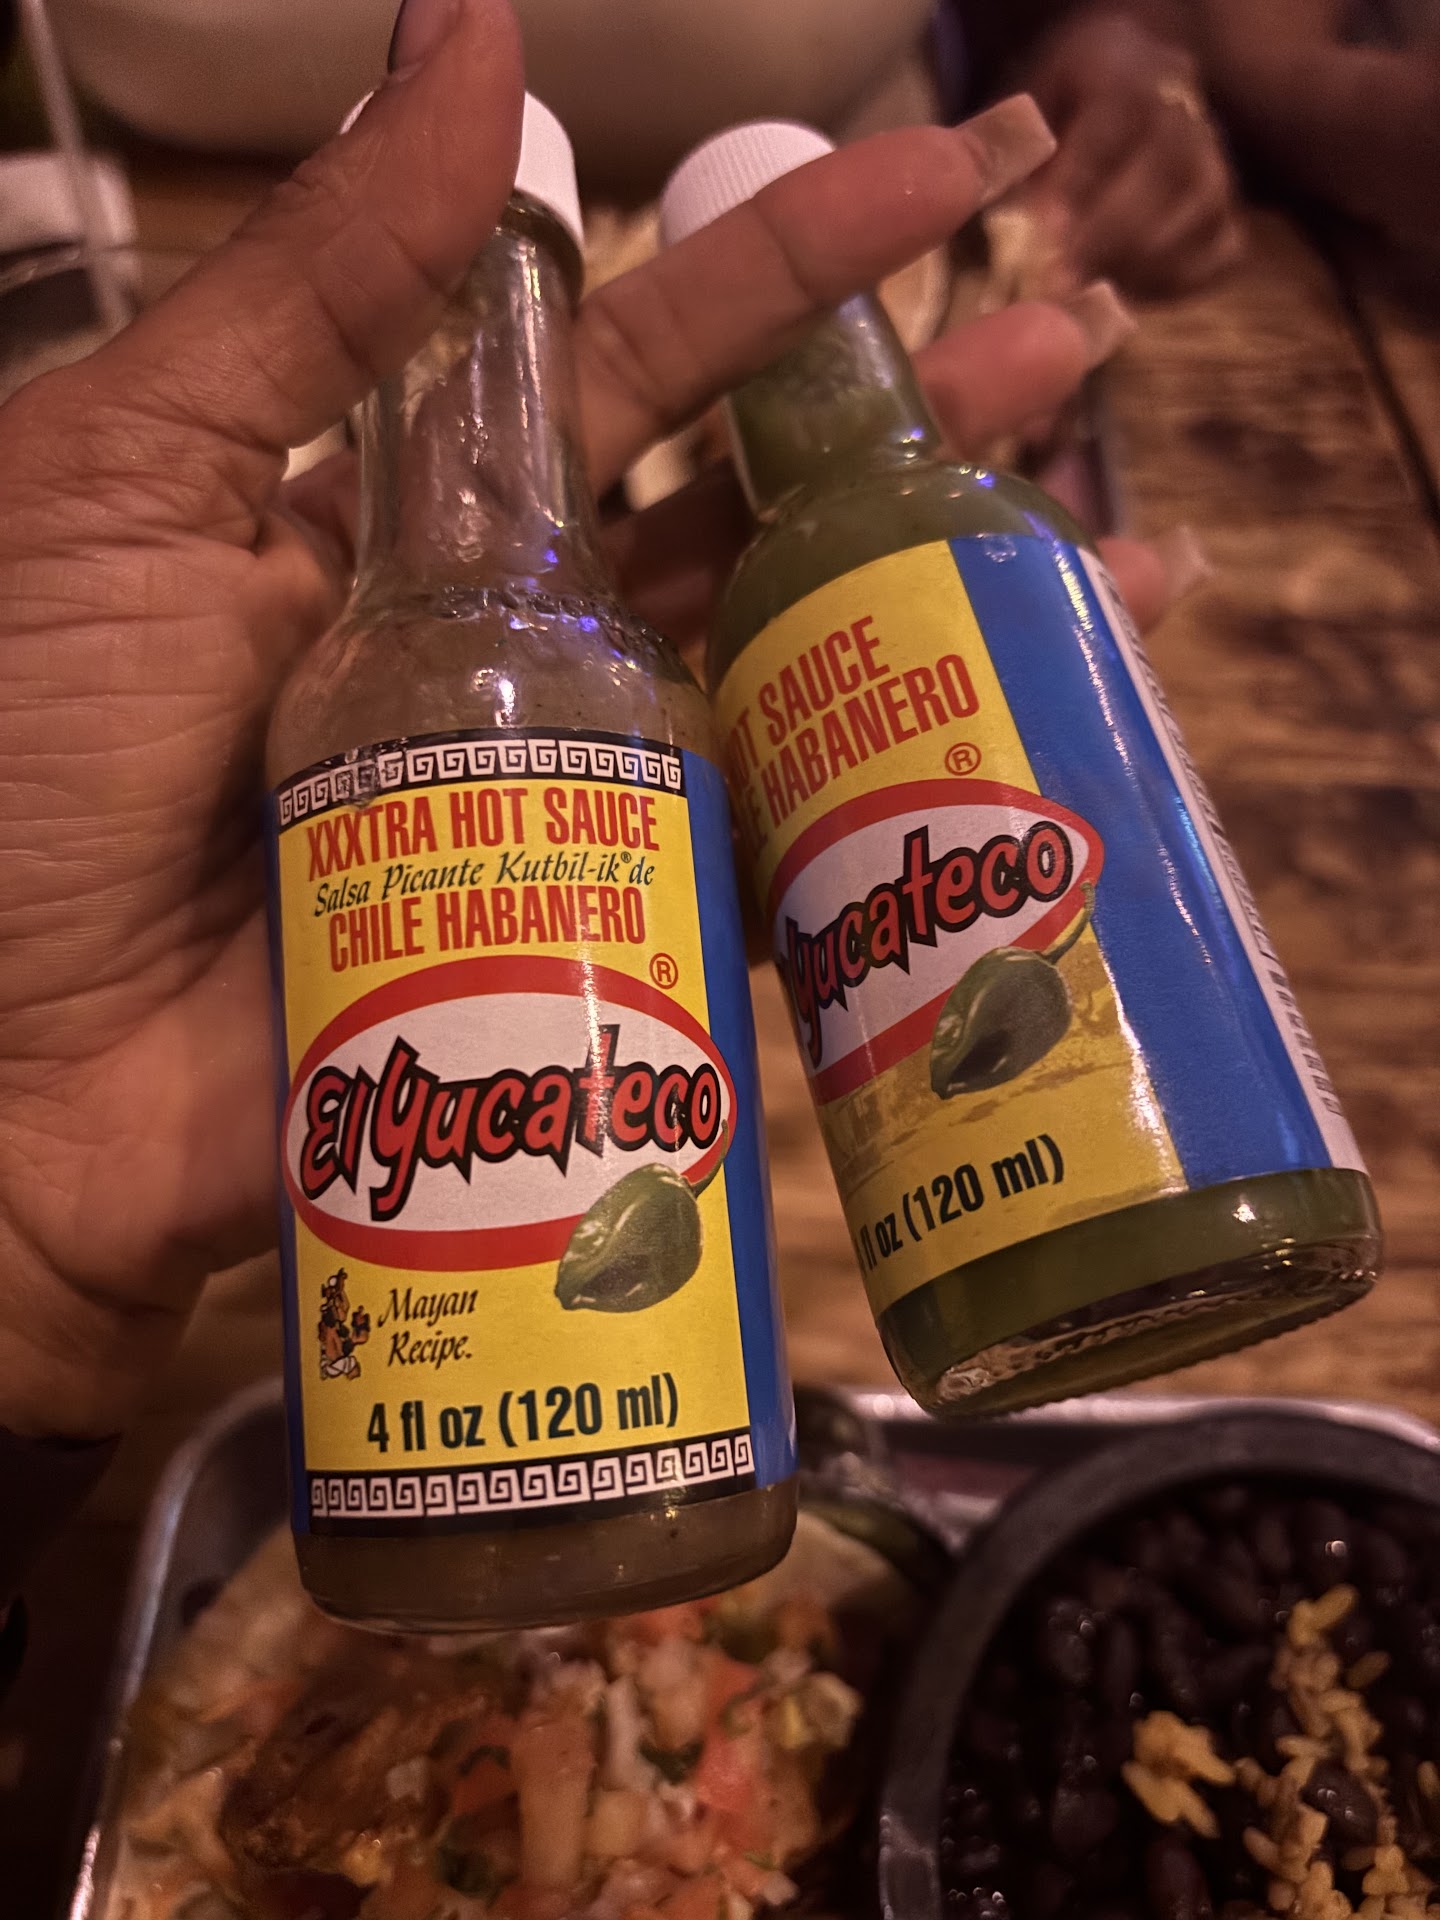 XXXTRA HOT SAUCE
Salsa Picante Kutbil-ik® de
CHILE HABANERO
®
El Yucateco
Mayan
Recipe.
4 fl oz (120 ml)
SAUCE
HABANERO
®
Yucateco
fl oz (120 ml)